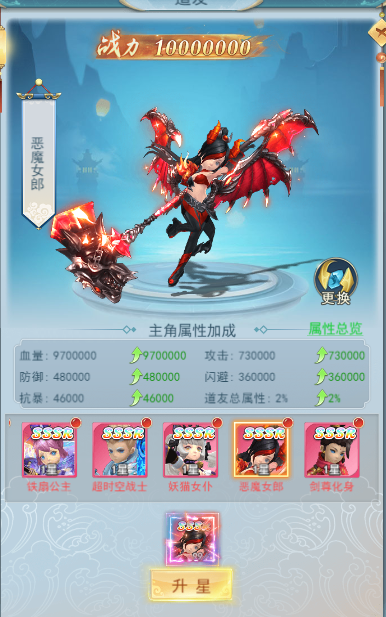 道友
战力 10000000
恶魔女郎
更换
主角属性加成
属性总览
血量: 9700000 9700000 攻击: 730000 730000
防御: 480000 480000 闪避: 360000 360000
抗暴: 46000 46000 道友总属性: 2% 2%
SSSR SSSR SSSR SSSR SSSR
铁扇公主 超时空战士 妖猫女仆 恶魔女郎 剑尊化身
SSSR
升星